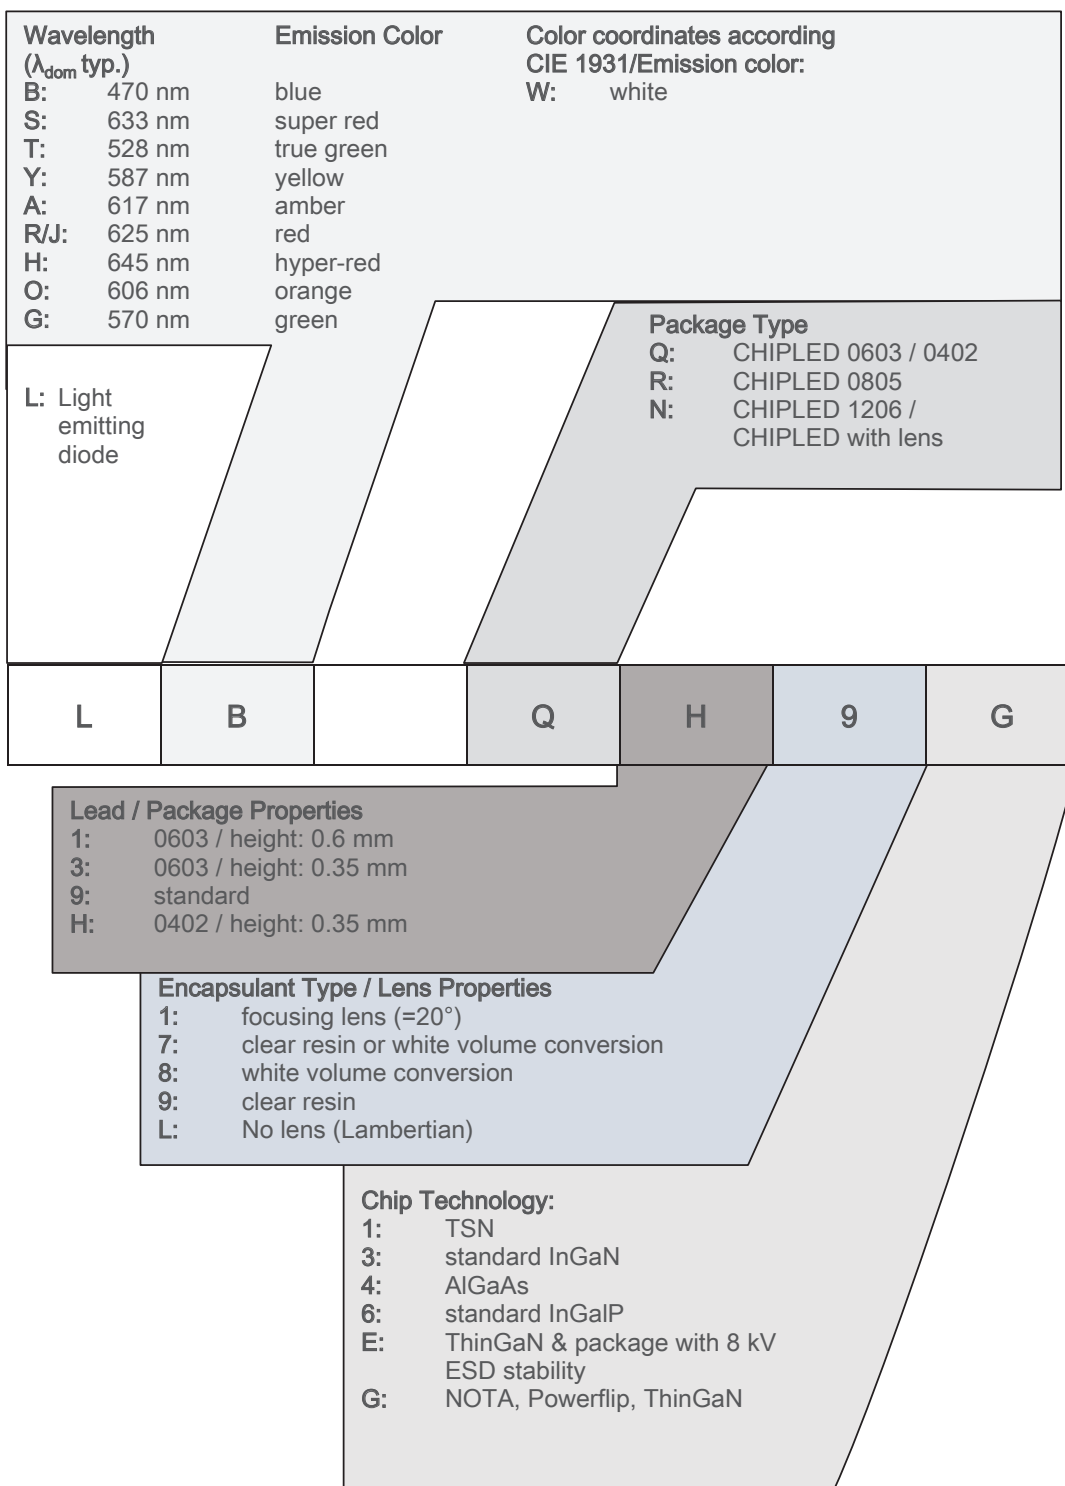 Wavelength Emission Color Color coordinates according
(λdom typ.) CIE 1931/Emission color:
B: 470 nm blue W: white
S: 633 nm super red
T: 528 nm true green
Y: 587 nm yellow
A: 617 nm amber
R/J: 625 nm red
H: 645 nm hyper-red
O: 606 nm orange
G: 570 nm green
Package Type
Q: CHIPLED 0603 / 0402
R: CHIPLED 0805
N: CHIPLED 1206 /
CHIPLED with lens
L: Light
emitting
diode
L B Q H 9 G
Lead / Package Properties
1: 0603 / height: 0.6 mm
3: 0603 / height: 0.35 mm
9: standard
H: 0402 / height: 0.35 mm
Encapsulant Type / Lens Properties
1: focusing lens (=20°)
7: clear resin or white volume conversion
8: white volume conversion
9: clear resin
L: No lens (Lambertian)
Chip Technology:
1: TSN
3: standard InGaN
4: AlGaAs
6: standard InGalP
E: ThinGaN & package with 8 kV
ESD stability
G: NOTA, Powerflip, ThinGaN